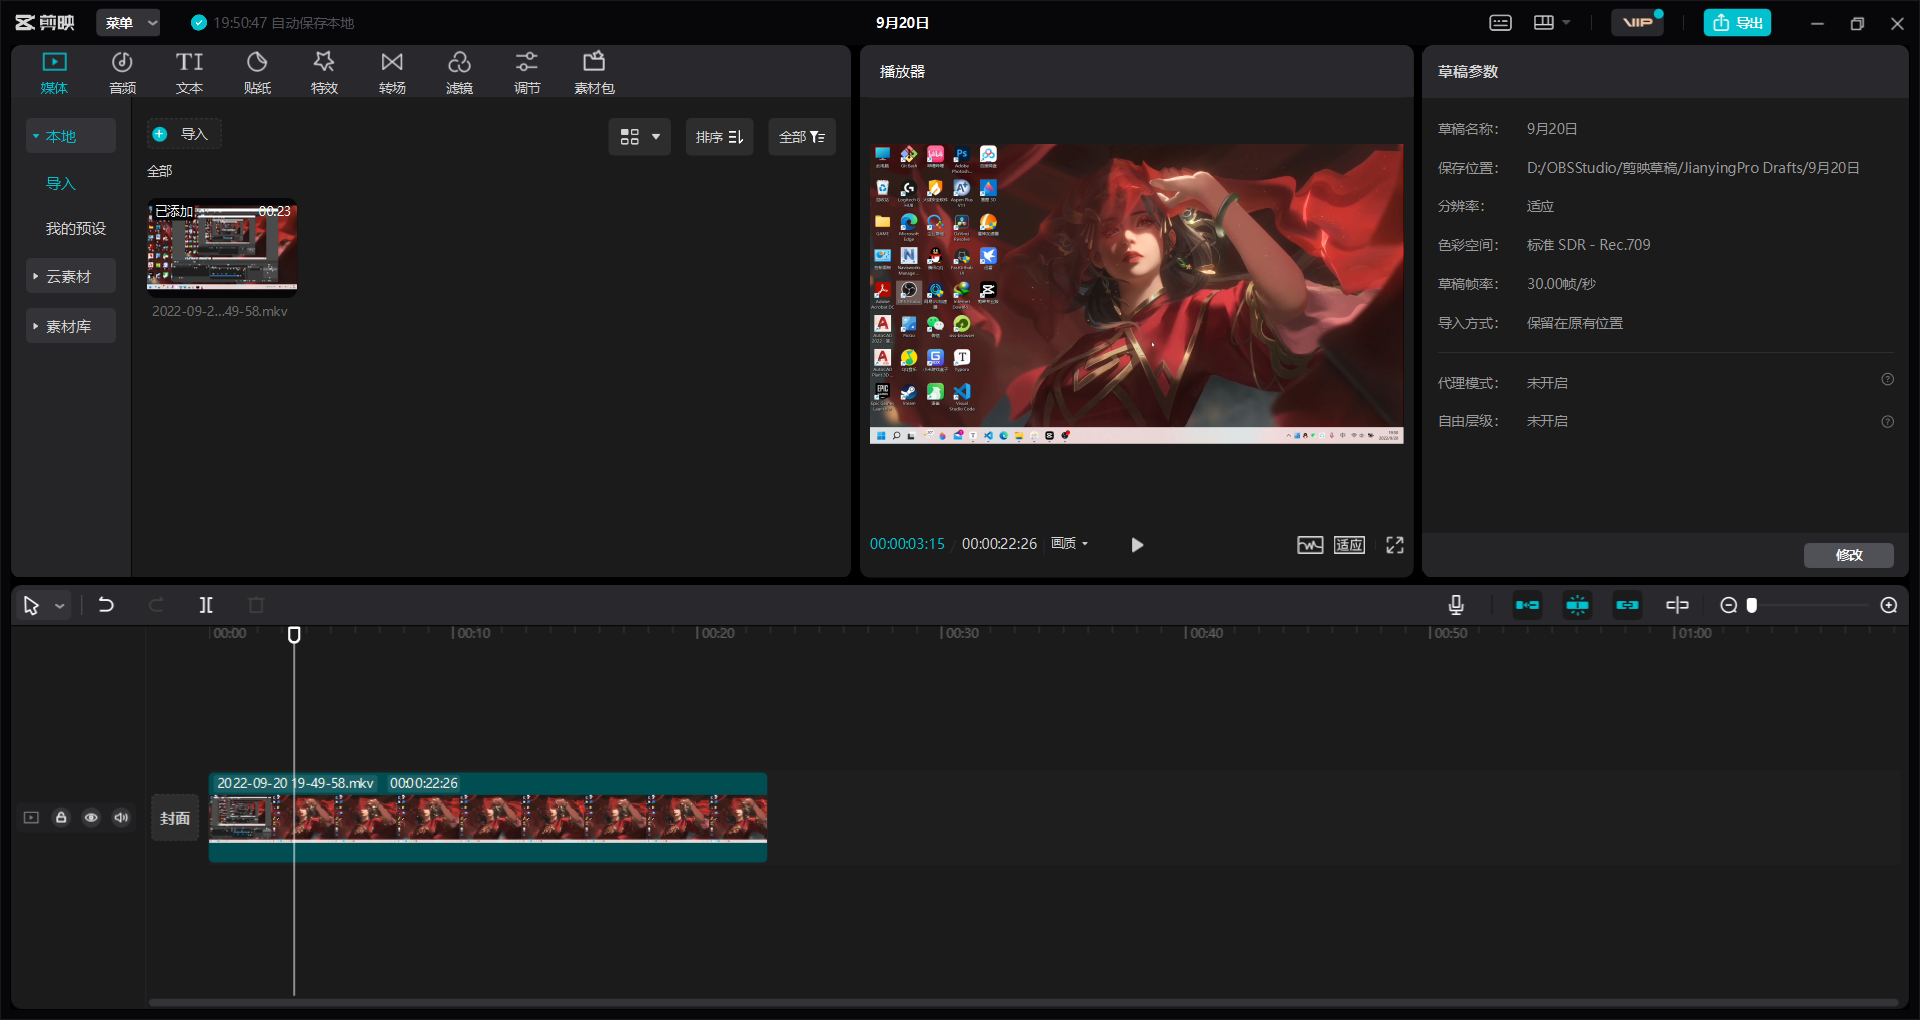 剪映
菜单
19:50:47 自动保存本地
9月20日
VIP
导出
媒体
音频
文本
贴纸
特效
转场
滤镜
调节
素材包
本地
导入
我的预设
云素材
素材库
导入
排序
全部
全部
已添加
00:23
2022-09-2...49-58.mkv
播放器
00:00:03:15 / 00:00:22:26
画质
适应
草稿参数
草稿名称： 9月20日
保存位置： D:/OBSStudio/剪映草稿/JianyingPro Drafts/9月20日
分辨率： 适应
色彩空间： 标准 SDR - Rec.709
草稿帧率： 30.00帧/秒
导入方式： 保留在原有位置
代理模式： 未开启
自由层级： 未开启
修改
00:00
00:10
00:20
00:30
00:40
00:50
01:00
封面
2022-09-20 19-49-58.mkv 00:00:22:26